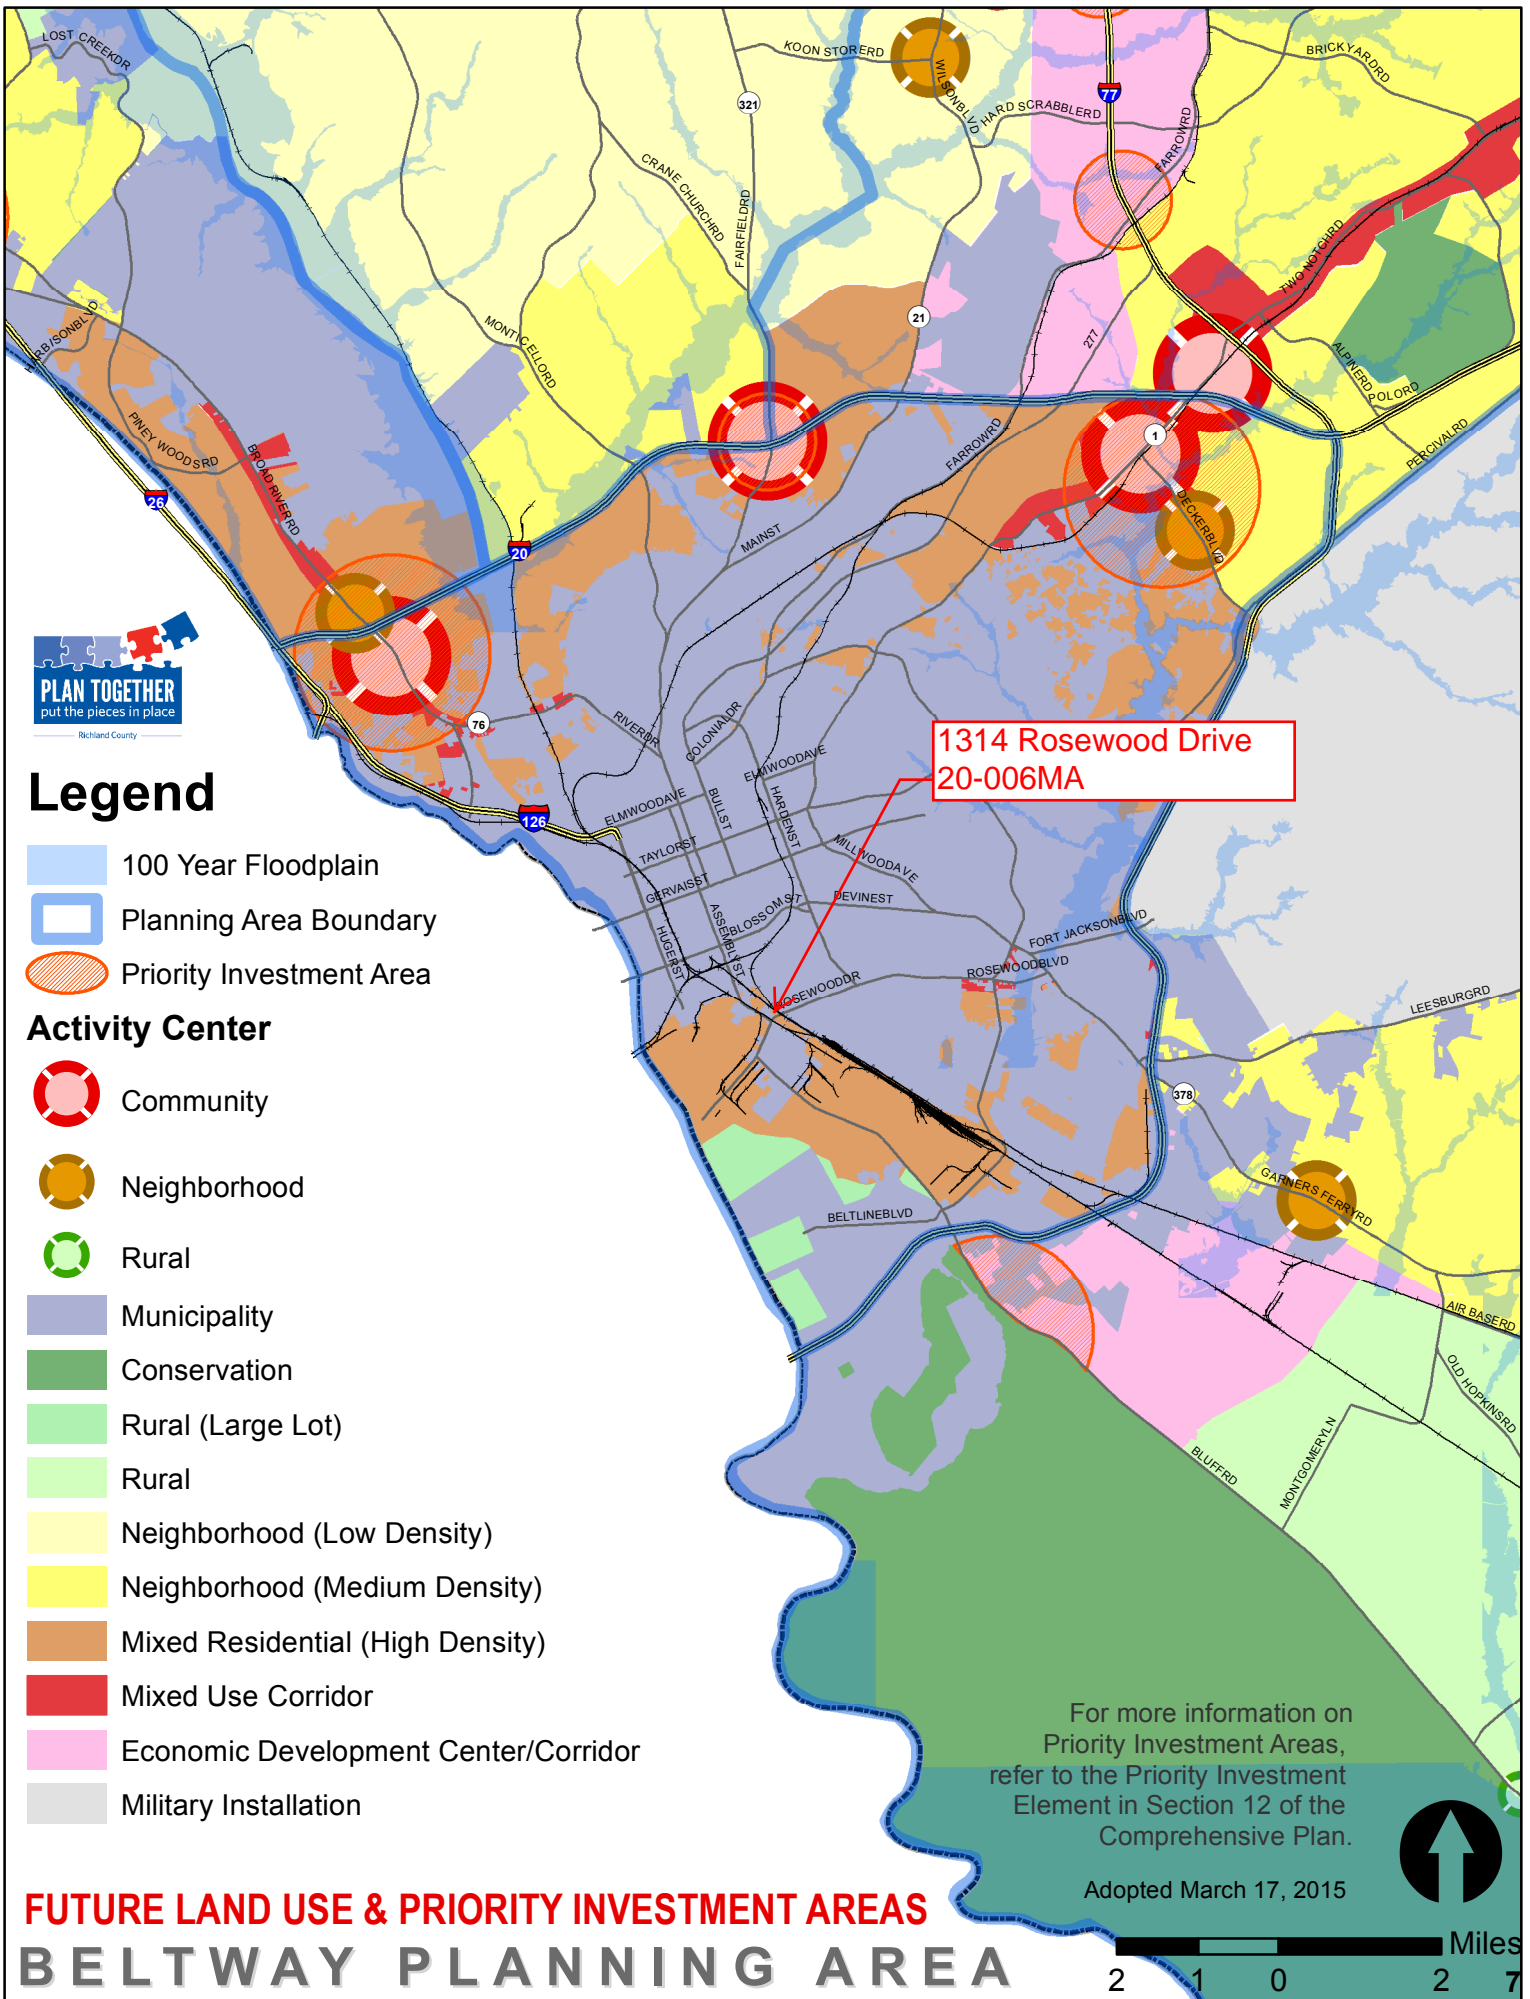 LOST CREEKDR
KOON STORERD
WILSONBLVD
BRICKYARDRD
321
77
HARD SCRABBLERD
FARROWRD
CRANE CHURCHRD
FAIRFIELDRD
TWO NOTCHRD
HARBISONBLVD
MONTICELLORD
21
277
ALPINERD
POLORD
PINEY WOODSRD
BROAD RIVERRD
FARROWRD
1
PERCIVALRD
26
DECKERBLVD
MAINST
20
PLAN TOGETHER
put the pieces in place
Richland County
76
RIVERDR
COLONIALDR
1314 Rosewood Drive
20-006MA
ELMWOODAVE
Legend
ELMWOODAVE
BULLST
HARDENST
126
TAYLORST
MILLWOODAVE
100 Year Floodplain
GERVAISST
DEVINEST
Planning Area Boundary
ASSEMBLYST
BLOSSOMST
FORT JACKSONBLVD
HUGERST
Priority Investment Area
ROSEWOODBLVD
ROSEWOODDR
LEESBURGRD
Activity Center
Community
378
Neighborhood
GARNERS FERRYRD
BELTLINEBLVD
Rural
Municipality
AIR BASERD
Conservation
OLD HOPKINSRD
Rural (Large Lot)
MONTGOMERYLN
BLUFFRD
Rural
Neighborhood (Low Density)
Neighborhood (Medium Density)
Mixed Residential (High Density)
Mixed Use Corridor
Economic Development Center/Corridor
Military Installation
For more information on
Priority Investment Areas,
refer to the Priority Investment
Element in Section 12 of the
Comprehensive Plan.
Adopted March 17, 2015
FUTURE LAND USE & PRIORITY INVESTMENT AREAS
BELTWAY PLANNING AREA
Miles
2 1 0 2
7